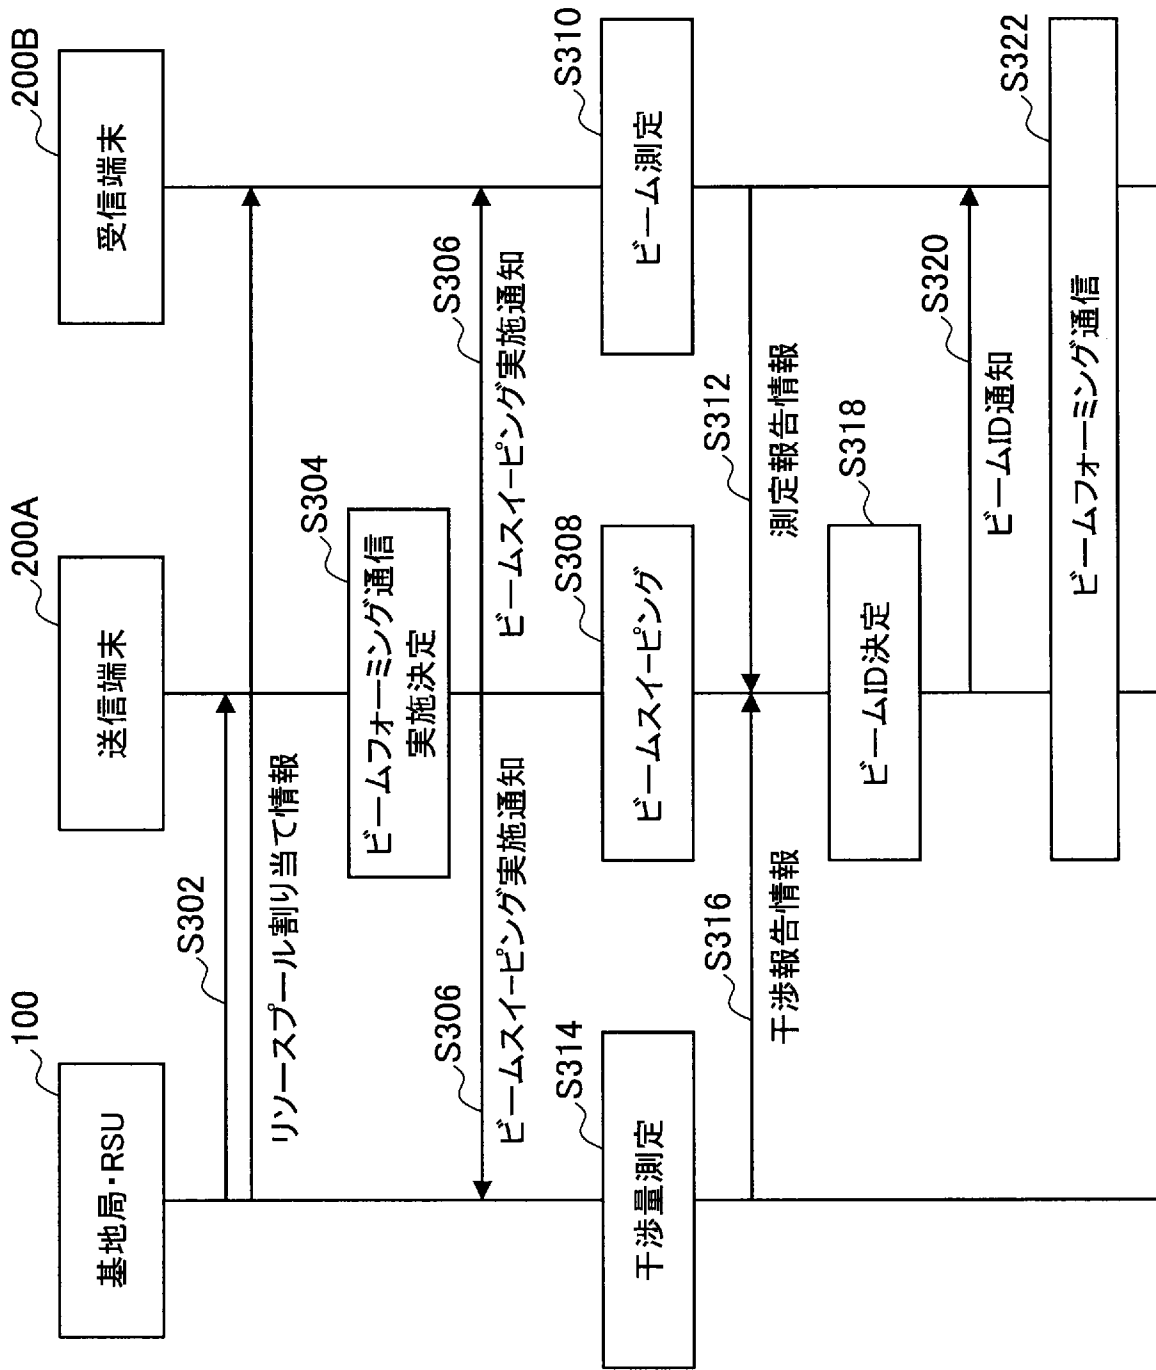 100
基地局・RSU
200A
送信端末
200B
受信端末
S302
リソースプール割り当て情報
S304
ビームフォーミング通信
実施決定
S306
ビームスイーピング実施通知
S306
ビームスイーピング実施通知
S308
ビームスイーピング
S310
ビーム測定
S312
測定報告情報
S314
干渉量測定
S316
干渉報告情報
S318
ビームID決定
S320
ビームID通知
S322
ビームフォーミング通信